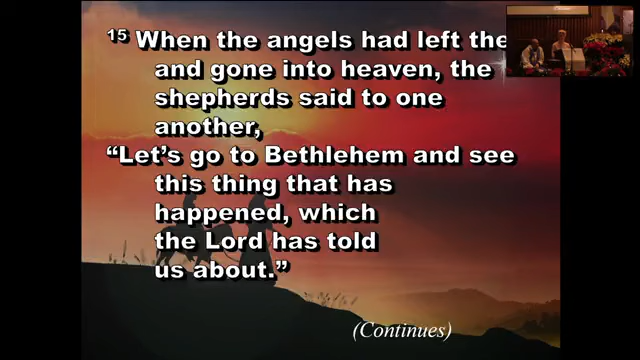 15 When the angels had left the
and gone into heaven, the
shepherds said to one
another,
“Let’s go to Bethlehem and see
this thing that has
happened, which
the Lord has told
us about.”
(Continues)